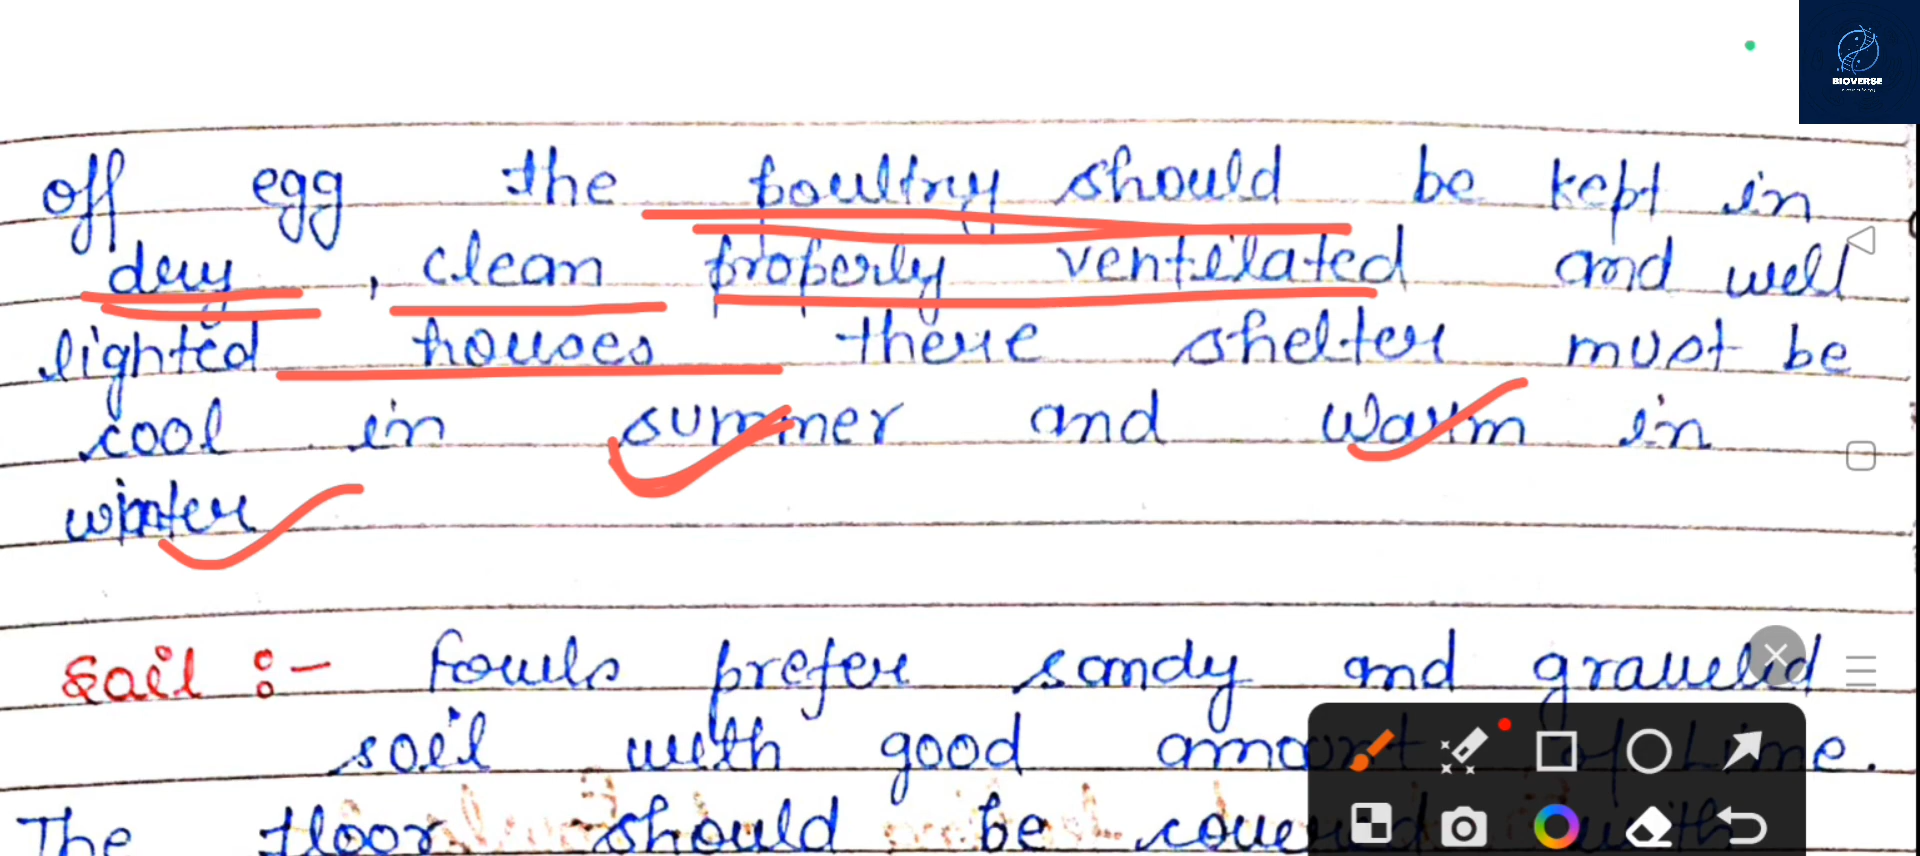 BIOVERSE
off egg the poultry should be kept in
dry , clean properly ventilated and well
lighted houses there shelter must be
cool in summer and warm in
winter
Soil :- Fowls prefer sandy and graveled
soil with good amount of Lime.
The floor should be covered with